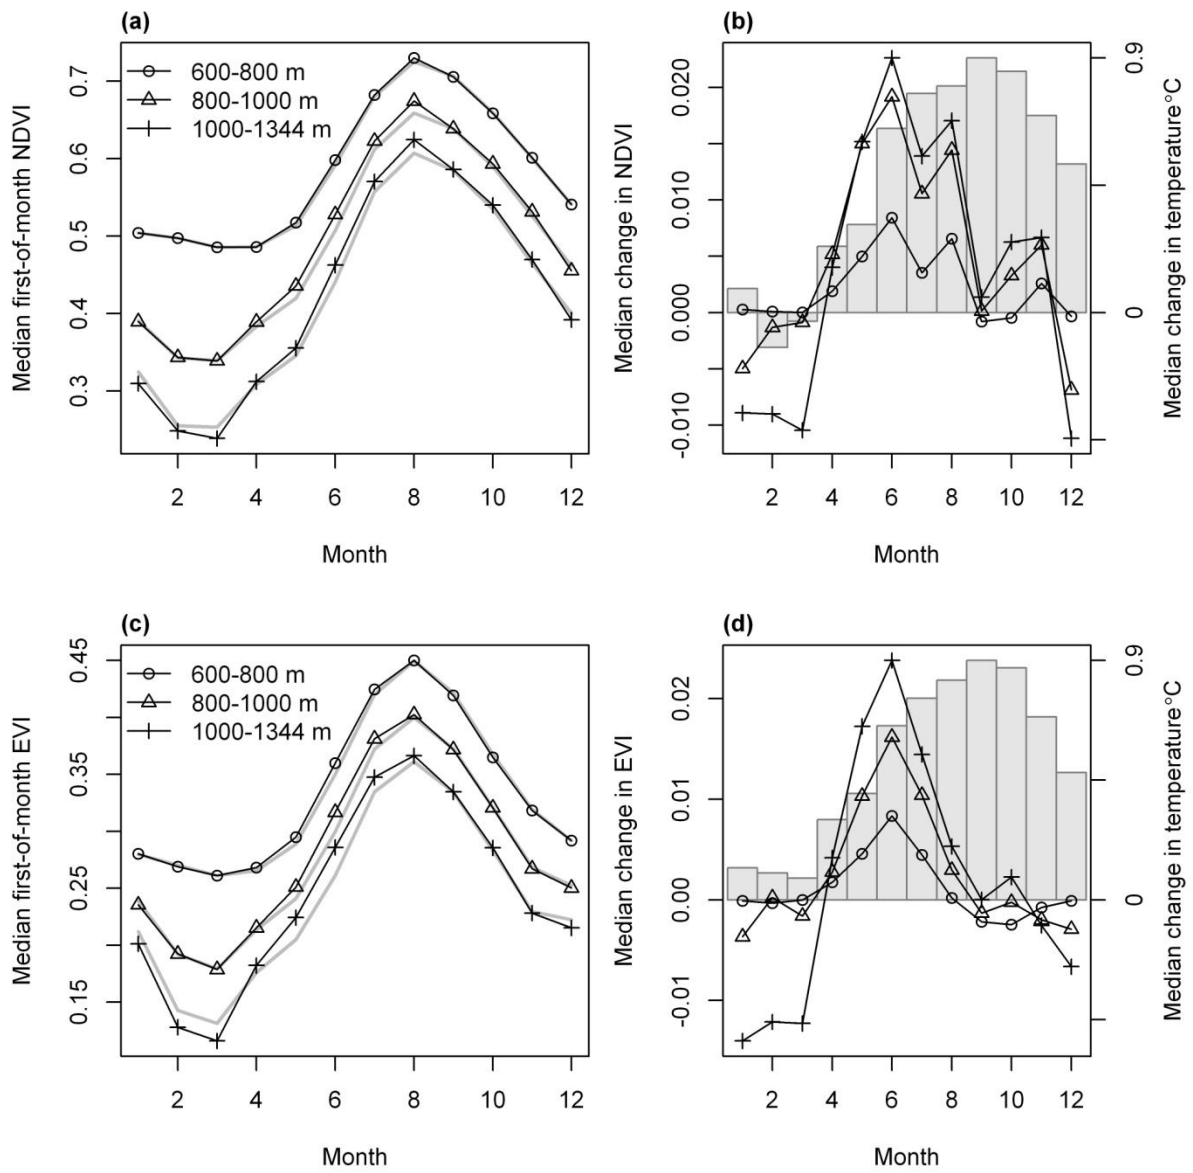 (a)
Median first-of-month NDVI
0.7
0.6
0.5
0.4
0.3
600-800 m
800-1000 m
1000-1344 m
2
4
6
8
10
12
Month
(b)
Median change in NDVI
0.020
0.010
0.000
-0.010
0.9
0
Median change in temperature°C
2
4
6
8
10
12
Month
(c)
Median first-of-month EVI
0.45
0.35
0.25
0.15
600-800 m
800-1000 m
1000-1344 m
2
4
6
8
10
12
Month
(d)
Median change in EVI
0.02
0.01
0.00
-0.01
0.9
0
Median change in temperature°C
2
4
6
8
10
12
Month